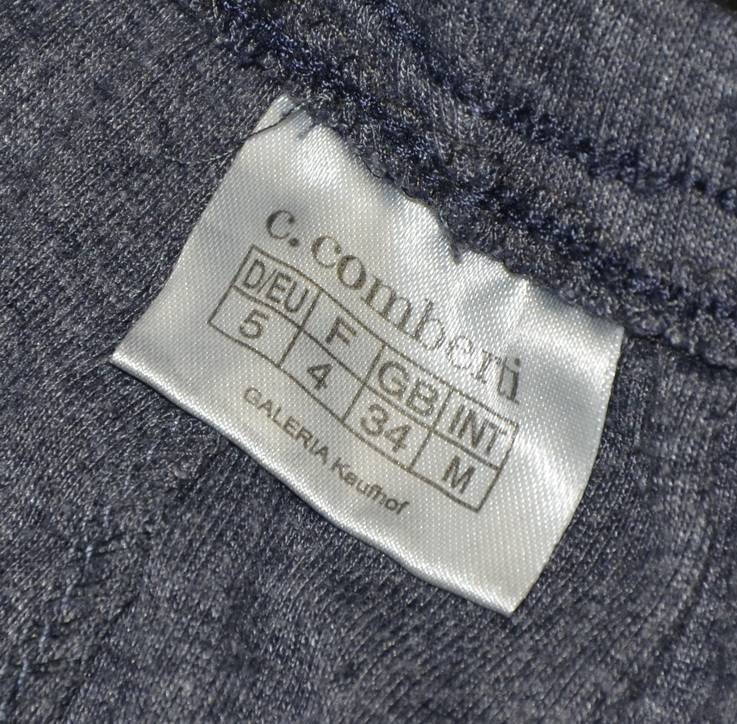 c. comberti
D/EU F GB INT
5 4 34 M
GALERIA Kaufhof